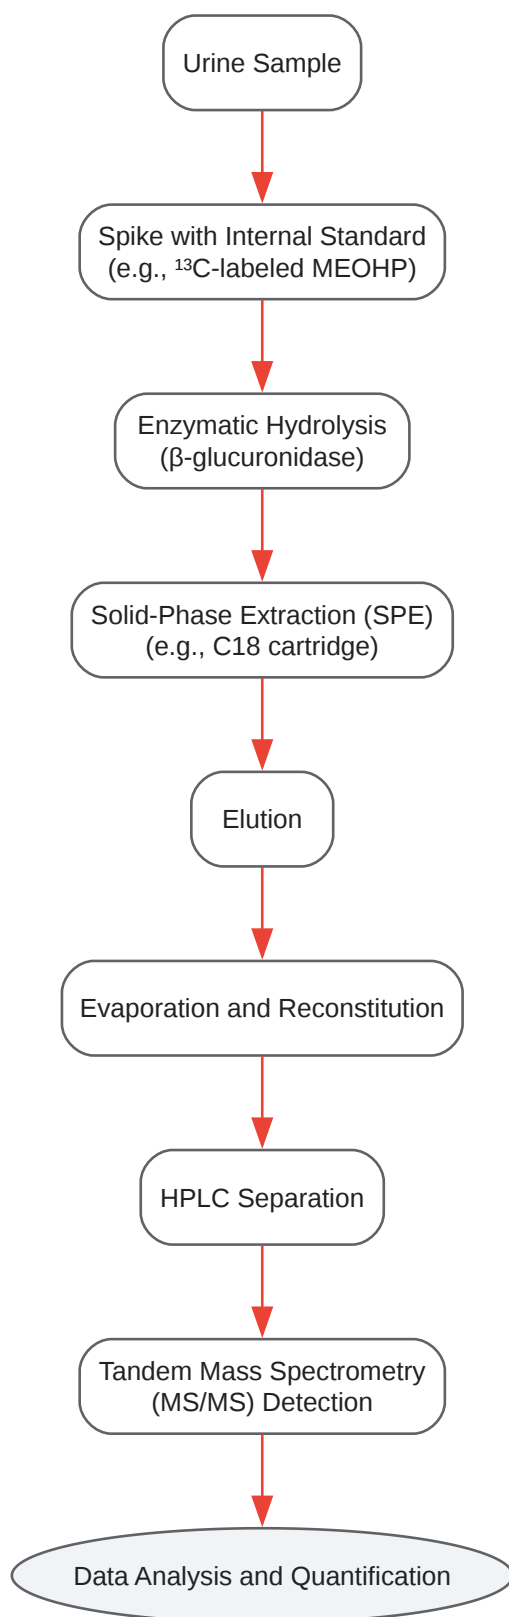 Urine Sample
Spike with Internal Standard
(e.g., ¹³C-labeled MEOHP)
Enzymatic Hydrolysis
(β-glucuronidase)
Solid-Phase Extraction (SPE)
(e.g., C18 cartridge)
Elution
Evaporation and Reconstitution
HPLC Separation
Tandem Mass Spectrometry
(MS/MS) Detection
Data Analysis and Quantification